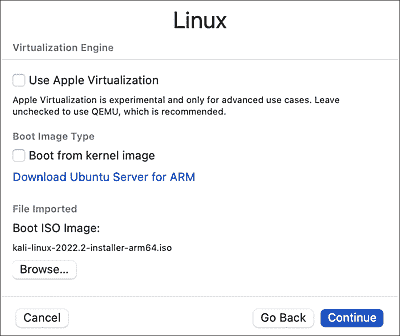 Linux
Virtualization Engine
Use Apple Virtualization
Apple Virtualization is experimental and only for advanced use cases. Leave
unchecked to use QEMU, which is recommended.
Boot Image Type
Boot from kernel image
Download Ubuntu Server for ARM
File Imported
Boot ISO Image:
kali-linux-2022.2-installer-arm64.iso
Browse...
Cancel
Go Back
Continue